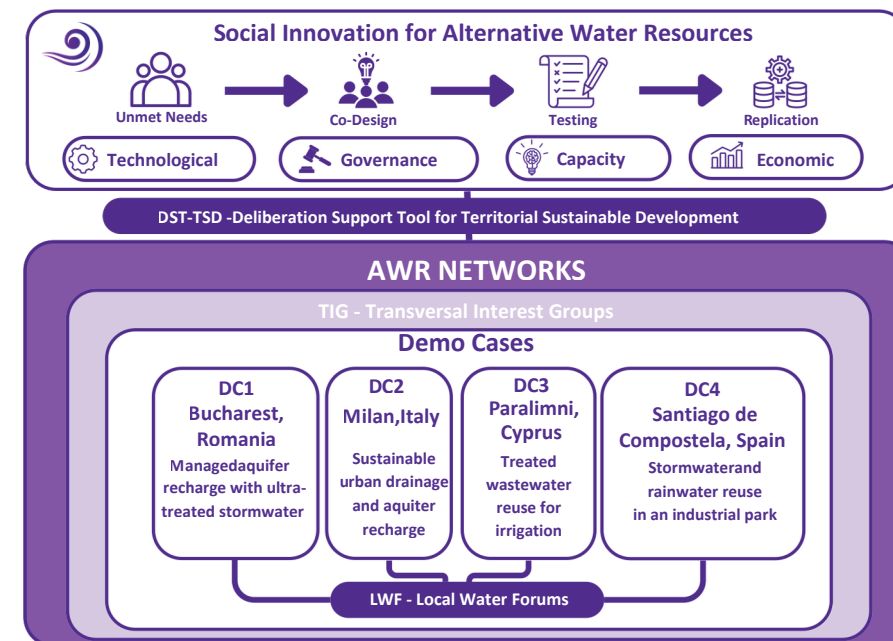 Social Innovation for Alternative Water Resources
Unmet Needs
Co-Design
Testing
Replication
Technological
Governance
Capacity
Economic
DST-TSD -Deliberation Support Tool for Territorial Sustainable Development
AWR NETWORKS
TIG - Transversal Interest Groups
Demo Cases
DC1
Bucharest,
Romania
Managedaquifer
recharge with ultra-
treated stormwater
DC2
Milan,Italy
Sustainable
urban drainage
and aquiter
recharge
DC3
Paralimni,
Cyprus
Treated
wastewater
reuse for
irrigation
DC4
Santiago de
Compostela, Spain
Stormwaterand
rainwater reuse
in an industrial park
LWF - Local Water Forums